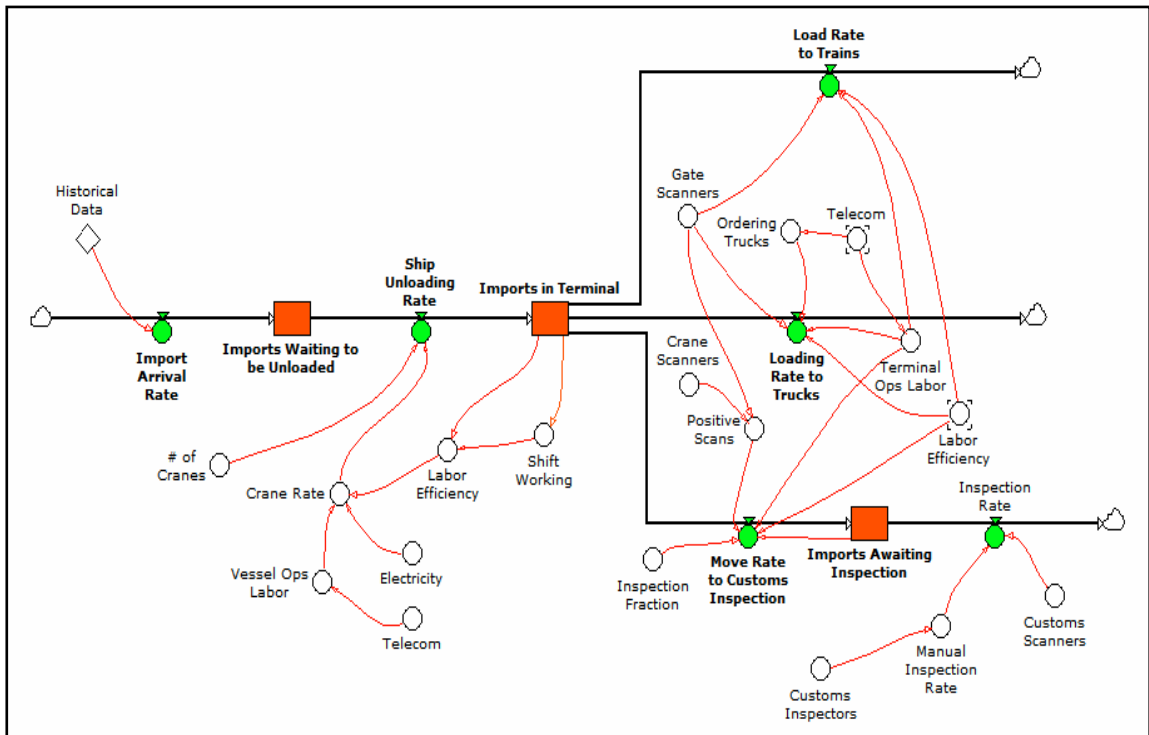 Load Rate
to Trains
Historical
Data
Gate
Scanners
Ordering
Trucks
Telecom
Ship
Unloading
Rate
Imports in Terminal
Import
Arrival
Rate
Imports Waiting to
be Unloaded
Crane
Scanners
Loading
Rate to
Trucks
Terminal
Ops Labor
Positive
Scans
Labor
Efficiency
# of
Cranes
Crane Rate
Labor
Efficiency
Shift
Working
Inspection
Rate
Vessel Ops
Labor
Electricity
Telecom
Inspection
Fraction
Move Rate
to Customs
Inspection
Imports Awaiting
Inspection
Customs
Inspectors
Manual
Inspection
Rate
Customs
Scanners